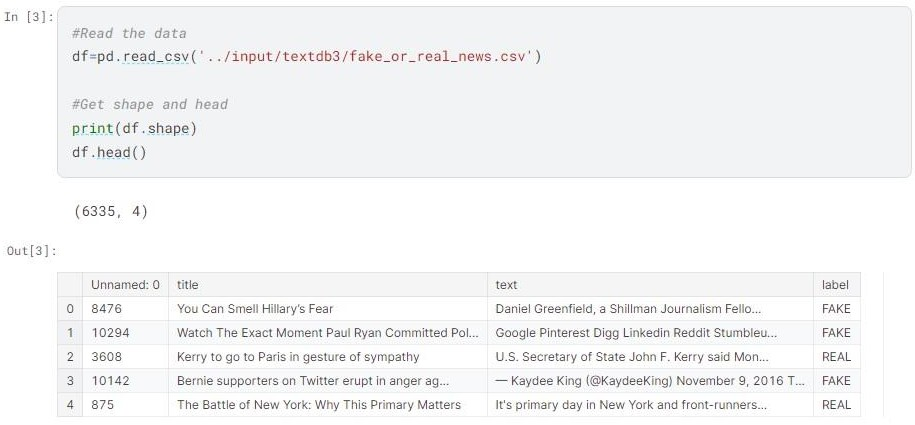 In [3]:
#Read the data
df=pd.read_csv('../input/textdb3/fake_or_real_news.csv')
#Get shape and head
print(df.shape)
df.head()
(6335, 4)
Out[3]:
Unnamed: 0 title text label
0 8476 You Can Smell Hillary's Fear Daniel Greenfield, a Shillman Journalism Fello... FAKE
1 10294 Watch The Exact Moment Paul Ryan Committed Pol... Google Pinterest Digg Linkedin Reddit Stumbleu... FAKE
2 3608 Kerry to go to Paris in gesture of sympathy U.S. Secretary of State John F. Kerry said Mon... REAL
3 10142 Bernie supporters on Twitter erupt in anger ag... — Kaydee King (@KaydeeKing) November 9, 2016 T... FAKE
4 875 The Battle of New York: Why This Primary Matters It's primary day in New York and front-runners... REAL